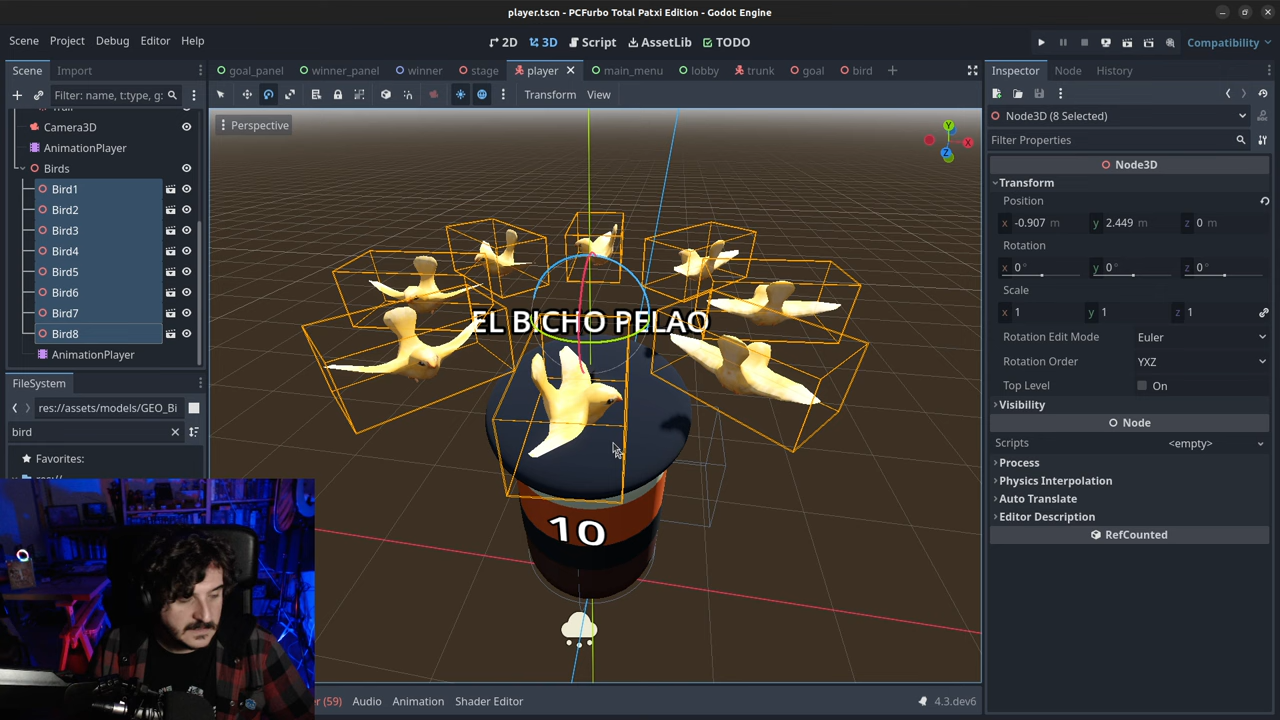 player.tscn - PCFurbo Total Patxi Edition - Godot Engine
Scene Project Debug Editor Help
2D 3D Script AssetLib TODO
Compatibility
Scene Import
goal_panel winner_panel winner stage player main_menu lobby trunk goal bird
Inspector Node History
Filter: name, t:type, g:
Transform View
Camera3D
AnimationPlayer
Birds
Bird1
Bird2
Bird3
Bird4
Bird5
Bird6
Bird7
Bird8
AnimationPlayer
FileSystem
res://assets/models/GEO_Bi
bird
Favorites:
Perspective
Y
X
Z
EL BICHO PELAO
10
Node3D (8 Selected)
Filter Properties
Node3D
Transform
Position
x -0.907 m y 2.449 m z 0 m
Rotation
x 0° y 0° z 0°
Scale
x 1 y 1 z 1
Rotation Edit Mode Euler
Rotation Order YXZ
Top Level On
Visibility
Node
Scripts <empty>
Process
Physics Interpolation
Auto Translate
Editor Description
RefCounted
(59) Audio Animation Shader Editor
4.3.dev6